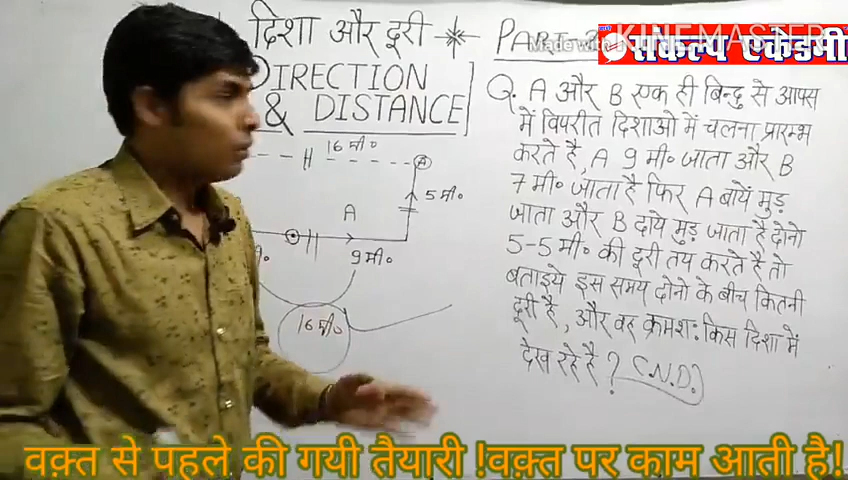 दिशा और दूरी
PART-2
Made with KINEMASTER
संकल्प एकेडमी
DIRECTION
& DISTANCE
Q. A और B एक ही बिन्दु से आपस
में विपरीत दिशाओ में चलना प्रारम्भ
करते है, A 9 मी० जाता और B
7 मी० जाता है फिर A बायें मुड़
जाता और B दाये मुड़ जाता है दोनो
5-5 मी० की दूरी तय करते है तो
बताइये इस समय दोनो के बीच कितनी
दूरी है, और वह क्रमशः किस दिशा में
देख रहे है? C.N.D.
16 मी०
A
5 मी०
A
9 मी०
16 मी०
वक़्त से पहले की गयी तैयारी !वक़्त पर काम आती है!